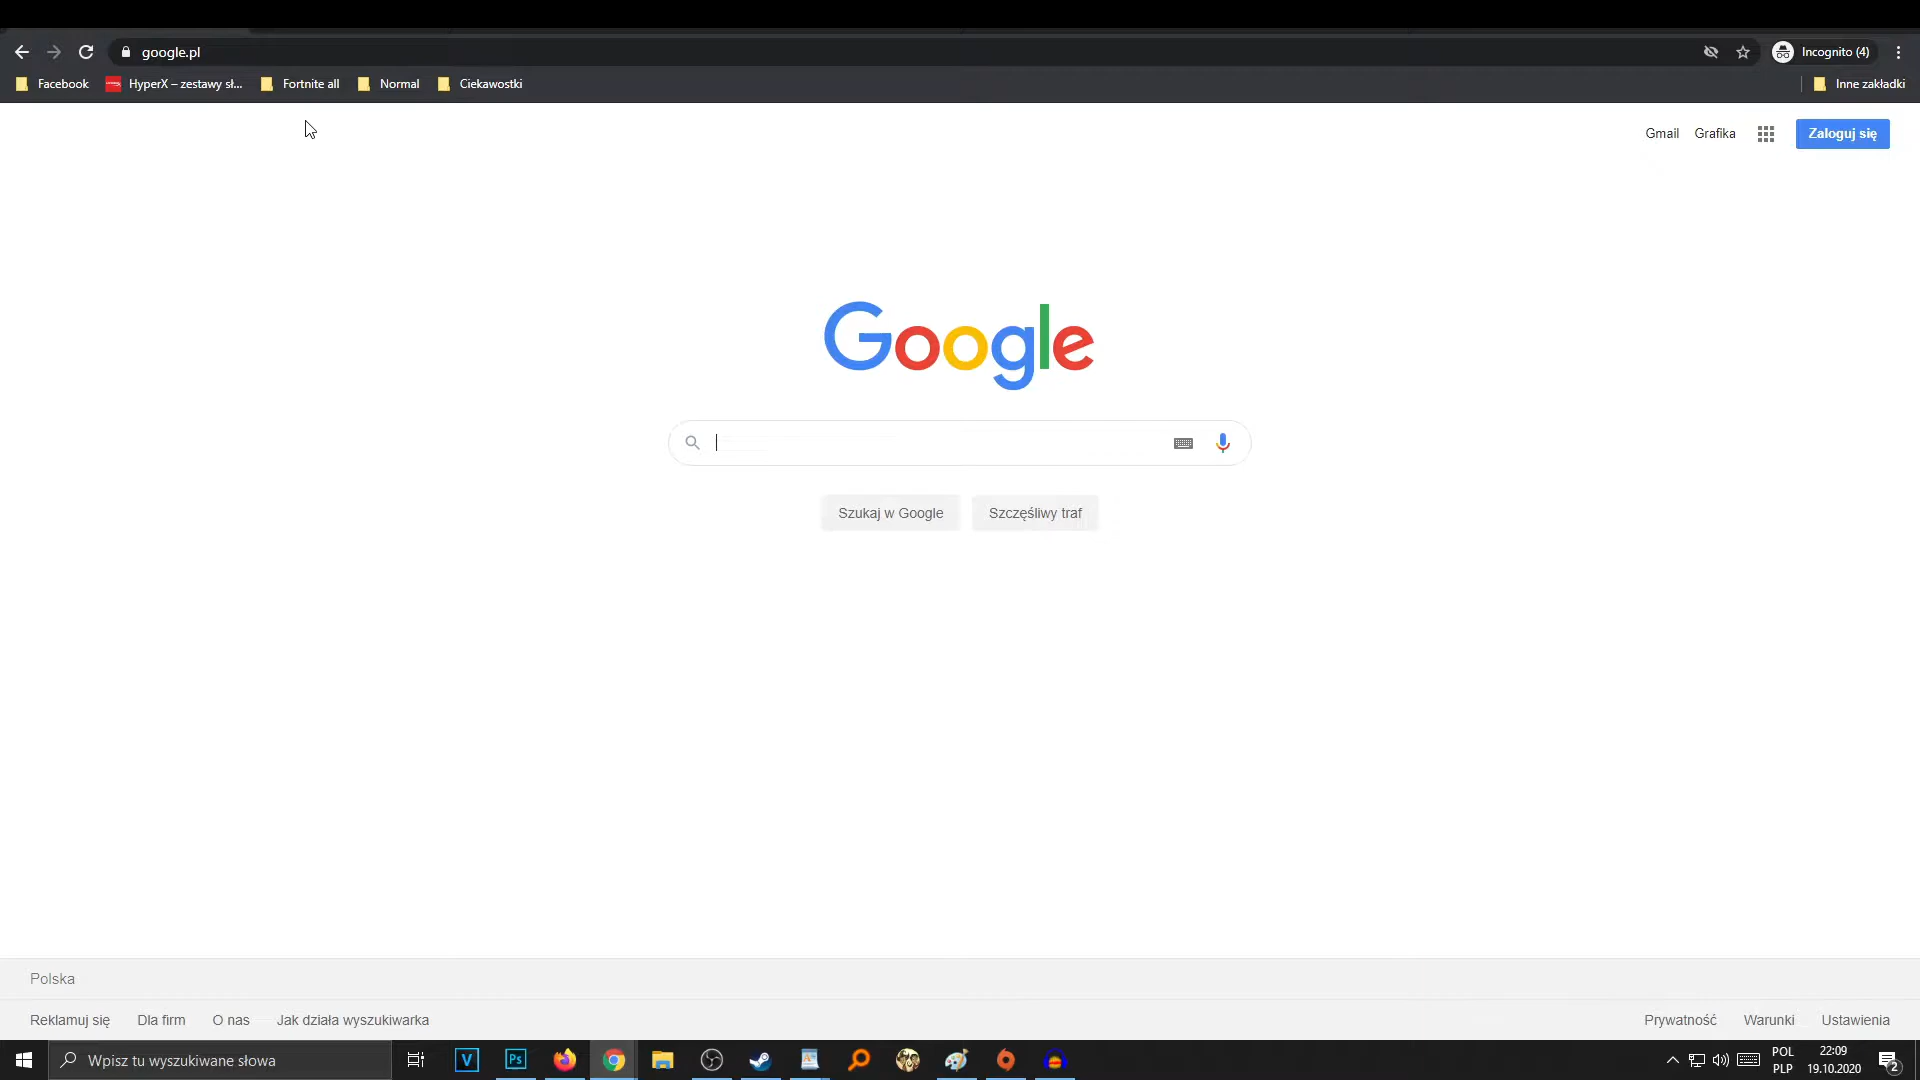 google.pl
Incognito (4)
Facebook
HyperX – zestawy sł...
Fortnite all
Normal
Ciekawostki
Inne zakładki
Gmail
Grafika
Zaloguj się
Google
Szukaj w Google
Szczęśliwy traf
Polska
Reklamuj się
Dla firm
O nas
Jak działa wyszukiwarka
Prywatność
Warunki
Ustawienia
Wpisz tu wyszukiwane słowa
V
Ps
POL
PLP
22:09
19.10.2020
2